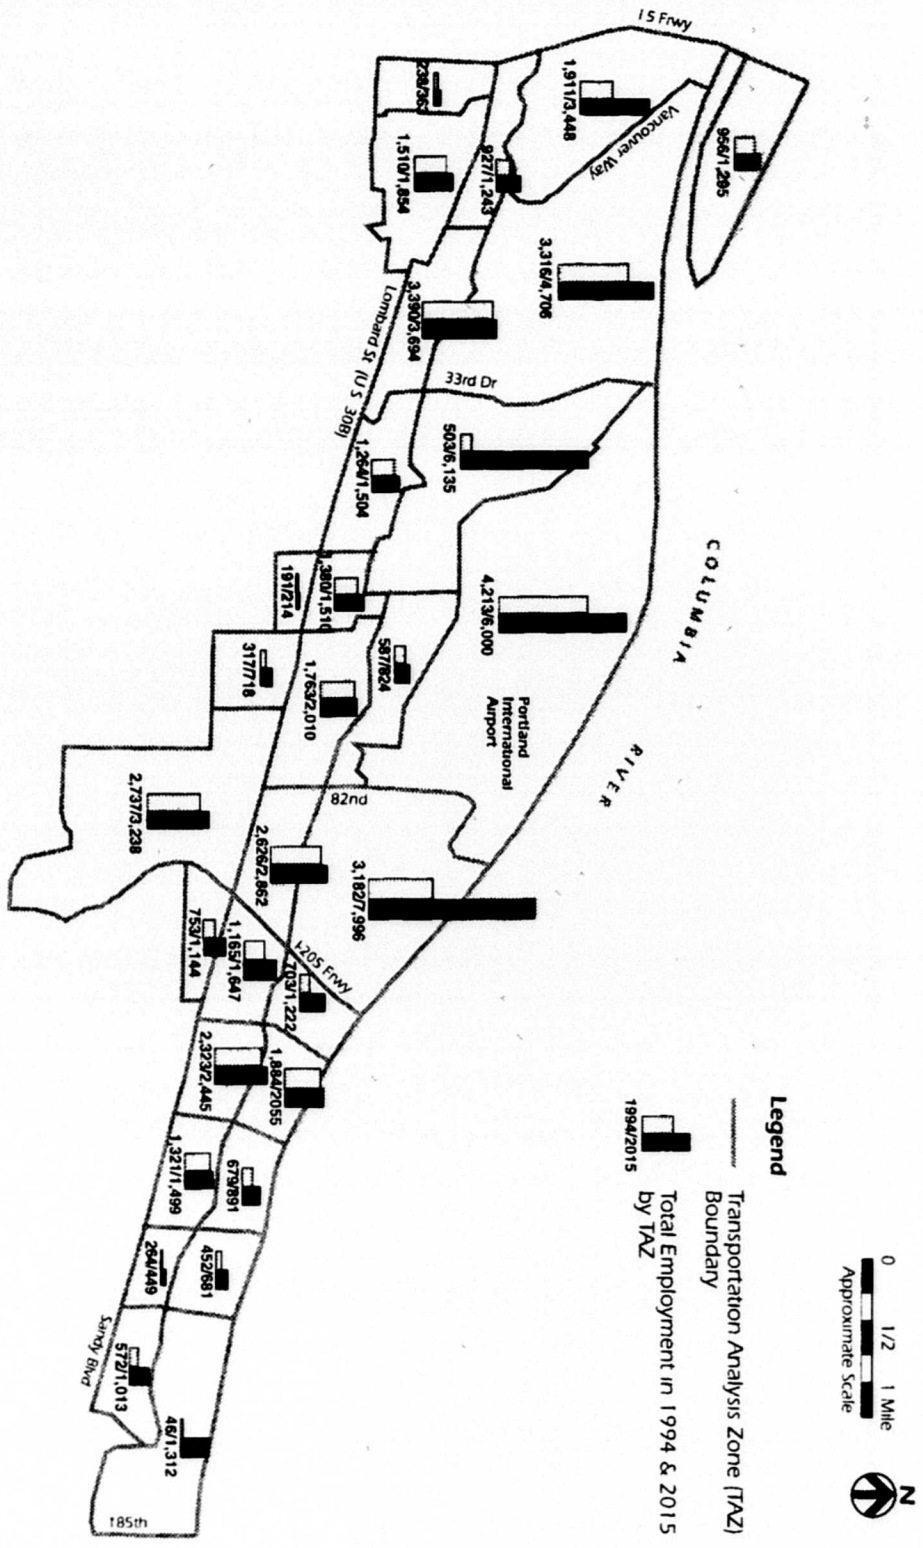 I 5 Frwy
1,911/3,448
Vancouver Way
956/1,295
238/363
1,510/1,854
927/1,243
3,316/4,706
3,390/3,694
Lombard St (U S 30B)
33rd Dr
503/6,135
1,264/1,504
COLUMBIA
RIVER
4,213/6,000
1,380/1,510
191/214
587/824
317/718
1,763/2,010
Portland
International
Airport
82nd
2,737/3,238
2,626/2,862
3,182/7,996
753/1,144
1,165/1,647
I-205 Frwy
703/1,222
2,323/2,445
1,884/2055
1,321/1,499
679/891
264/449
452/681
Sandy Blvd
572/1,013
46/1,312
185th
Legend
Transportation Analysis Zone (TAZ)
Boundary
1994/2015
Total Employment in 1994 & 2015
by TAZ
0 1/2 1 Mile
Approximate Scale
N